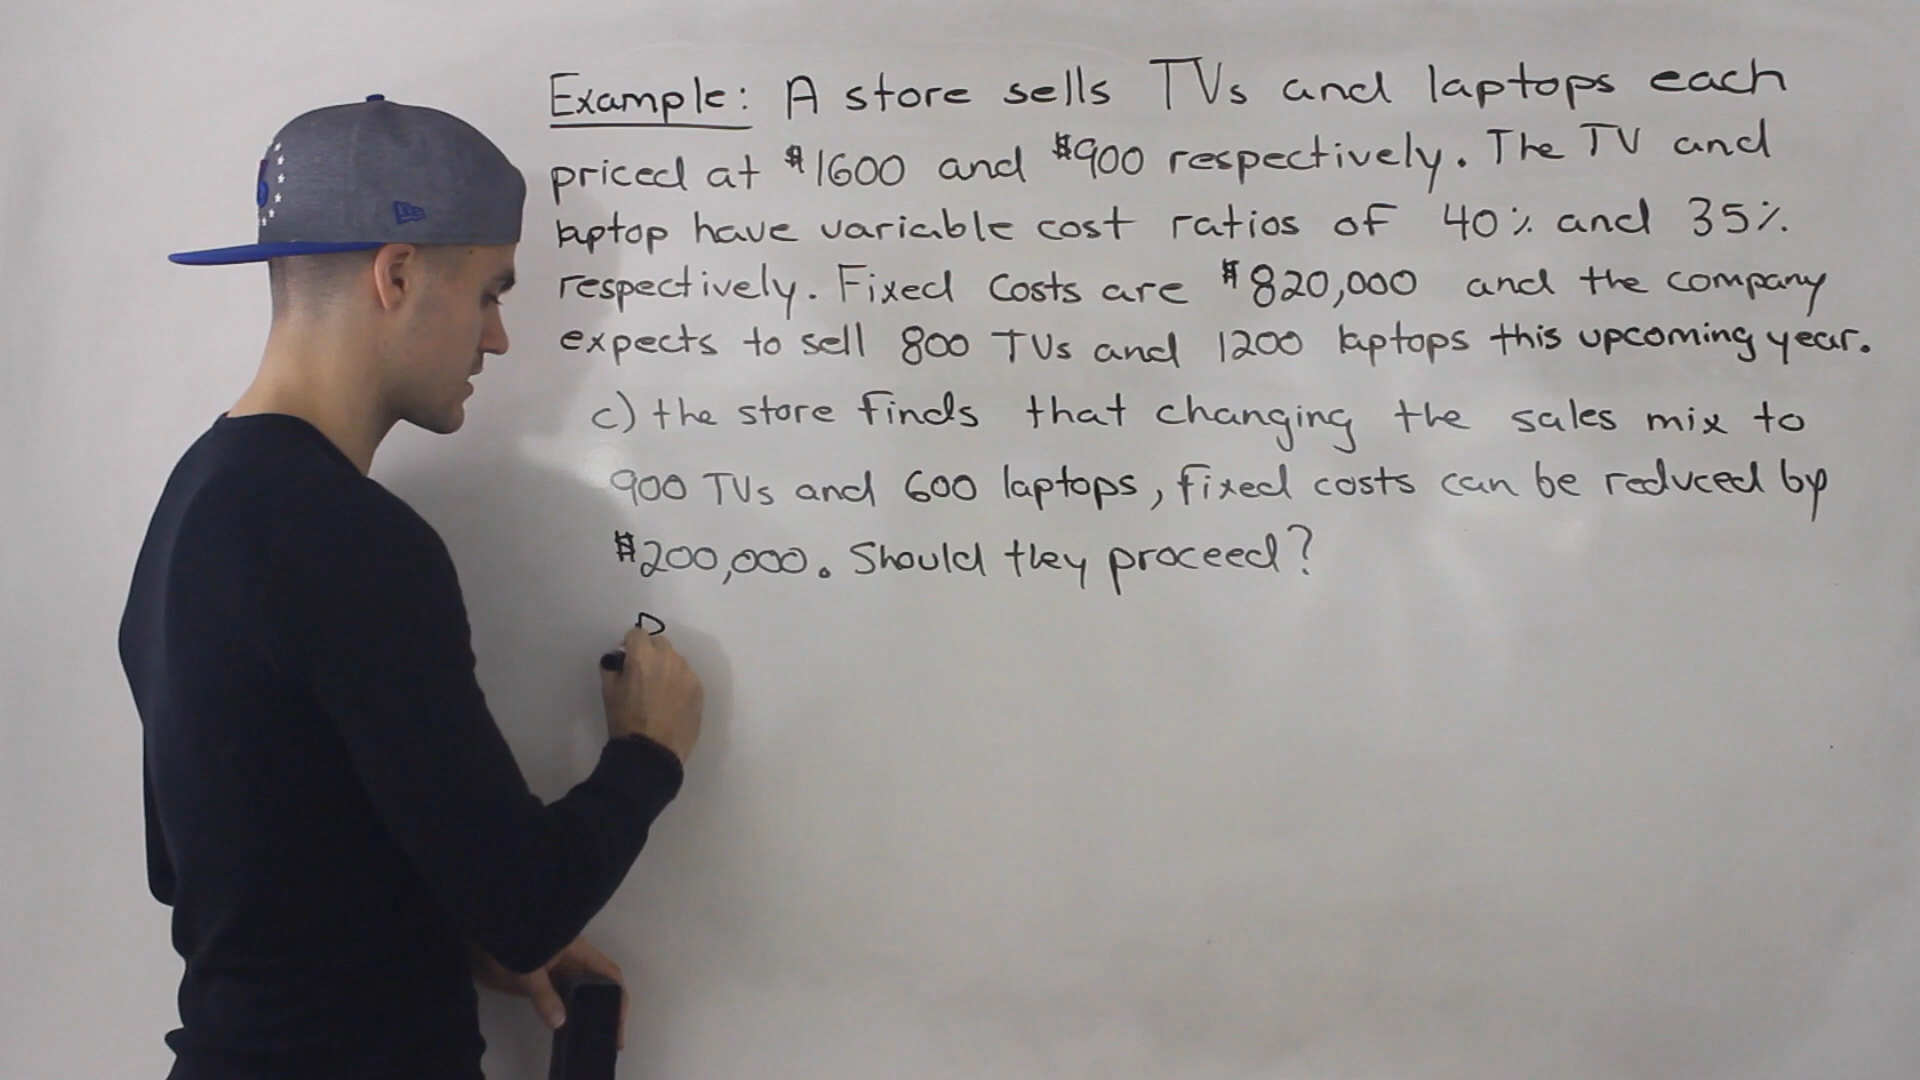 Example: A store sells TVs and laptops each
priced at $1600 and $900 respectively. The TV and
laptop have variable cost ratios of 40% and 35%
respectively. Fixed Costs are $820,000 and the company
expects to sell 800 TVs and 1200 laptops this upcoming year.
c) the store finds that changing the sales mix to
900 TVs and 600 laptops, fixed costs can be reduced by
$200,000. Should they proceed?
P